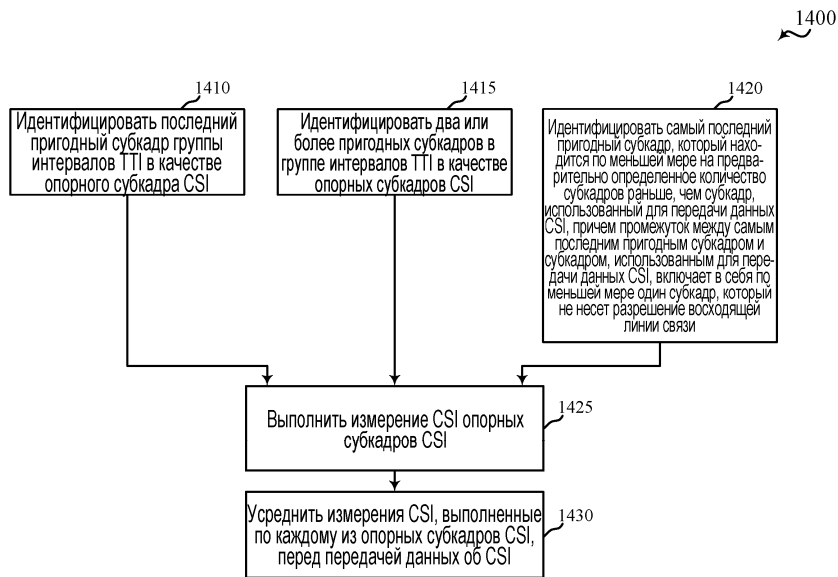 1400
1410
Идентифицировать последний
пригодный субкадр группы
интервалов TTI в качестве
опорного субкадра CSI
1415
Идентифицировать два или
более пригодных субкадров в
группе интервалов TTI в качестве
опорных субкадров CSI
1420
Идентифицировать самый последний
пригодный субкадр, который нахо-
дится по меньшей мере на предва-
рительно определенное количество
субкадров раньше, чем субкадр,
использованный для передачи данных
CSI, причем промежуток между самым
последним пригодным субкадром и
субкадром, использованным для пере-
дачи данных CSI, включает в себя по
меньшей мере один субкадр, который
не несет разрешение восходящей
линии связи
Выполнить измерение CSI опорных
субкадров CSI
1425
Усреднить измерения CSI, выполненные
по каждому из опорных субкадров CSI,
перед передачей данных об CSI
1430